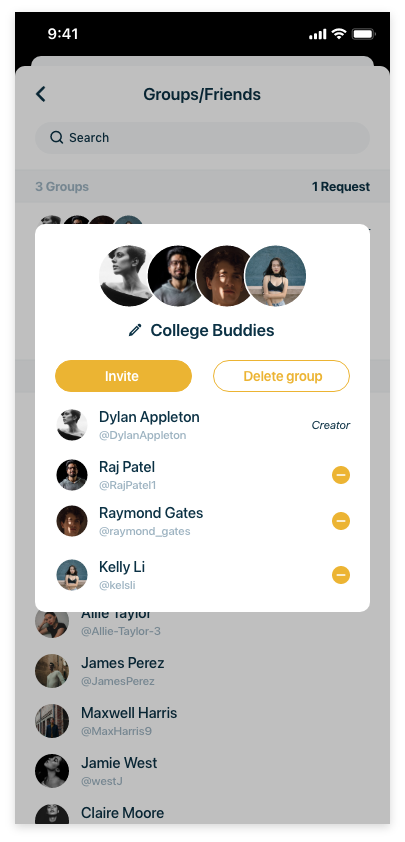 9:41
Groups/Friends
Search
3 Groups
1 Request
College Buddies
Invite
Delete group
Dylan Appleton
@DylanAppleton
Creator
Raj Patel
@RajPatel1
Raymond Gates
@raymond_gates
Kelly Li
@kelsli
Allie Taylor
@Allie-Taylor-3
James Perez
@JamesPerez
Maxwell Harris
@MaxHarris9
Jamie West
@westJ
Claire Moore